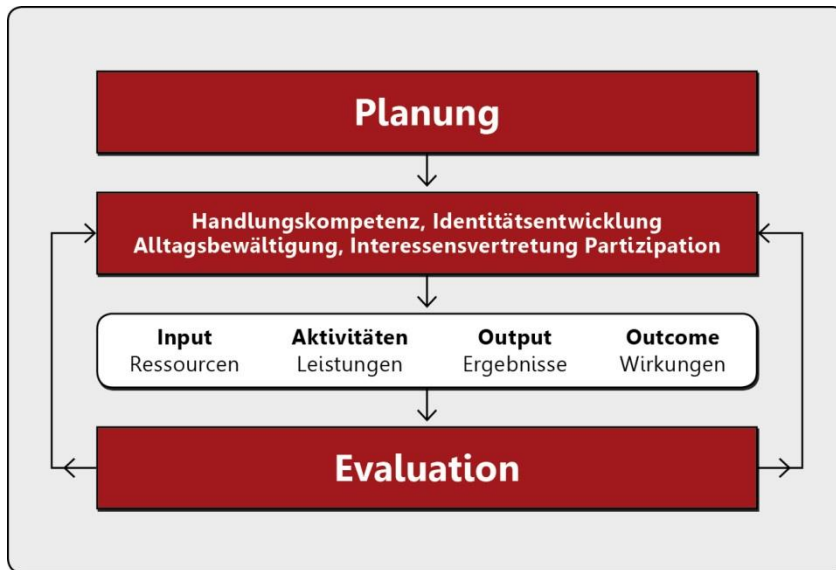 Planung
Handlungskompetenz, Identitätsentwicklung
Alltagsbewältigung, Interessensvertretung Partizipation
Input Aktivitäten Output Outcome
Ressourcen Leistungen Ergebnisse Wirkungen
Evaluation